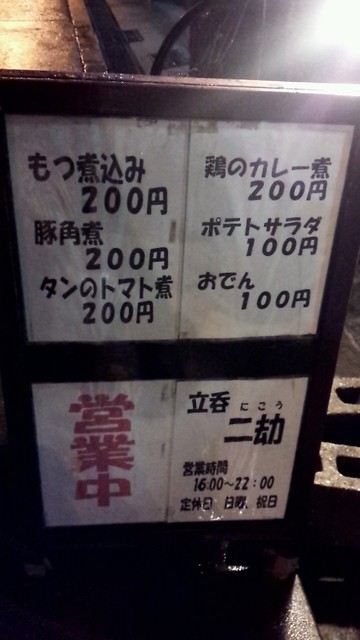 もつ煮込み
200円
豚角煮
200円
タンのトマト煮
200円
鶏のカレー煮
200円
ポテトサラダ
100円
おでん
100円
営業中
立呑
にこう
二劫
営業時間
16:00〜22:00
定休日 日曜、祝日